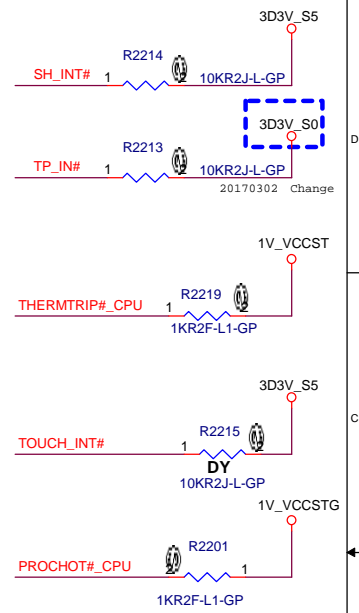 3D3V_S5
R2214
SH_INT# 1 2 10KR2J-L-GP
3D3V_S0
R2213
TP_IN# 1 2 10KR2J-L-GP
20170302 Change
D
1V_VCCST
R2219
THERMTRIP#_CPU 1 2
1KR2F-L1-GP
3D3V_S5
C
R2215
TOUCH_INT# 1 2
DY
10KR2J-L-GP
1V_VCCSTG
R2201
PROCHOT#_CPU 2 1
1KR2F-L1-GP